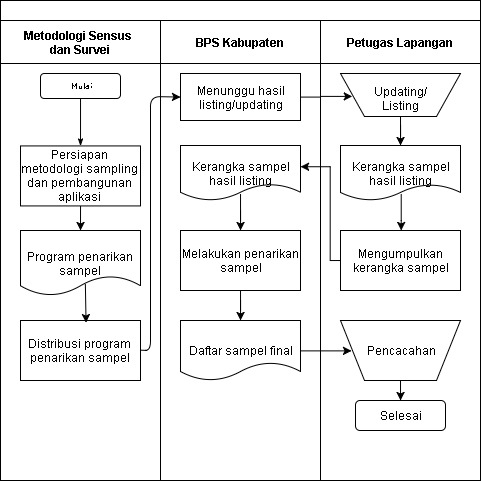 Metodologi Sensus
dan Survei
BPS Kabupaten
Petugas Lapangan
Mulai
Persiapan
metodologi sampling
dan pembangunan
aplikasi
Program penarikan
sampel
Distribusi program
penarikan sampel
Menunggu hasil
listing/updating
Kerangka sampel
hasil listing
Melakukan penarikan
sampel
Daftar sampel final
Updating/
Listing
Kerangka sampel
hasil listing
Mengumpulkan
kerangka sampel
Pencacahan
Selesai